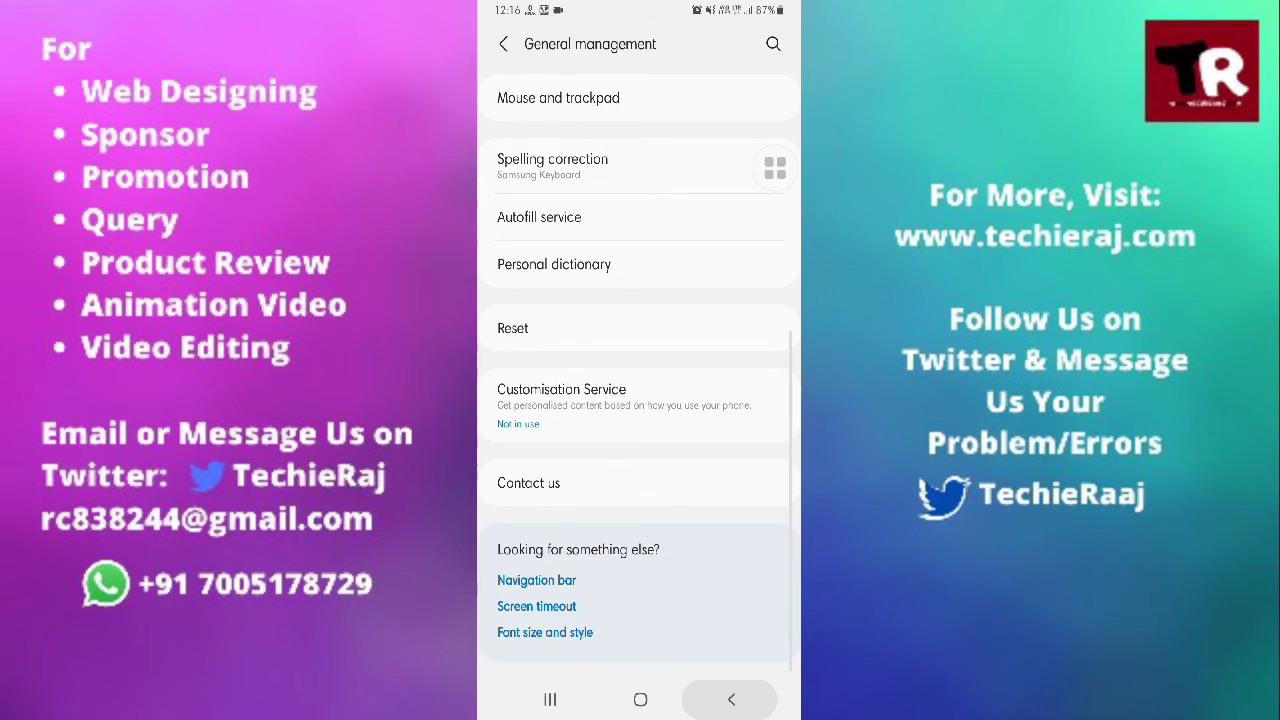 For
• Web Designing
• Sponsor
• Promotion
• Query
• Product Review
• Animation Video
• Video Editing
Email or Message Us on
Twitter: TechieRaj
rc838244@gmail.com
+91 7005178729
12:16
87%
General management
Mouse and trackpad
Spelling correction
Samsung Keyboard
Autofill service
Personal dictionary
Reset
Customisation Service
Get personalised content based on how you use your phone.
Not in use
Contact us
Looking for something else?
Navigation bar
Screen timeout
Font size and style
TR
For More, Visit:
www.techieraj.com
Follow Us on
Twitter & Message
Us Your
Problem/Errors
TechieRaaj